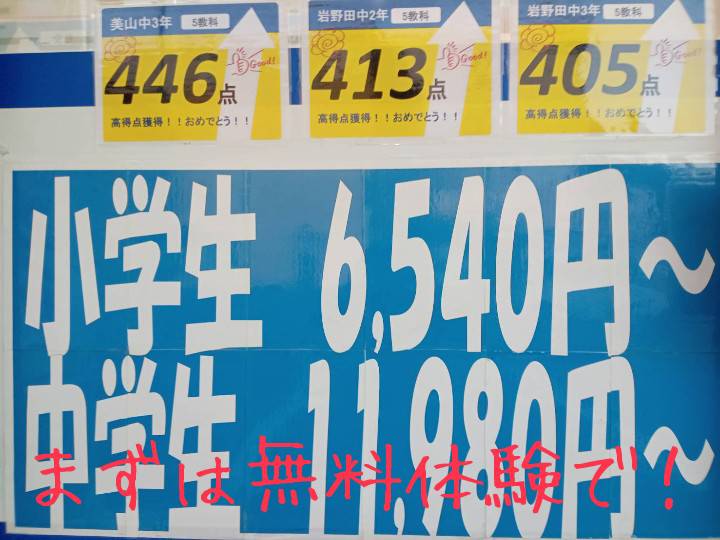 美山中3年 5教科
446点
Good!
高得点獲得！！おめでとう！！
岩野田中2年 5教科
413点
Good!
高得点獲得！！おめでとう！！
岩野田中3年 5教科
405点
Good!
高得点獲得！！おめでとう！！
小学生 6,540円～
中学生 11,980円～
まずは無料体験で！